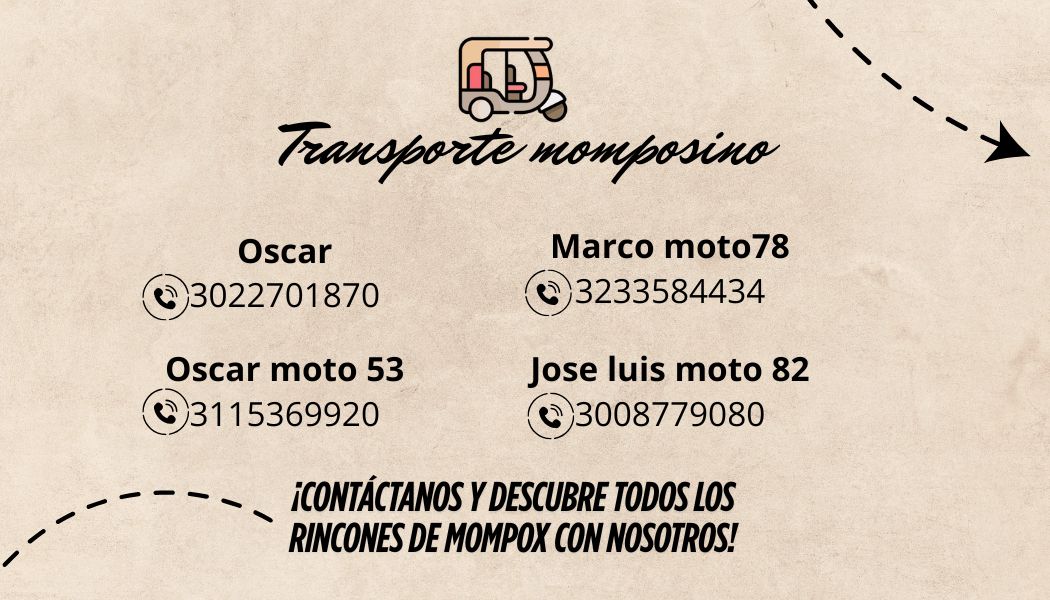 Transporte momposino
Oscar
3022701870
Marco moto78
3233584434
Oscar moto 53
3115369920
Jose luis moto 82
3008779080
¡CONTÁCTANOS Y DESCUBRE TODOS LOS
RINCONES DE MOMPOX CON NOSOTROS!